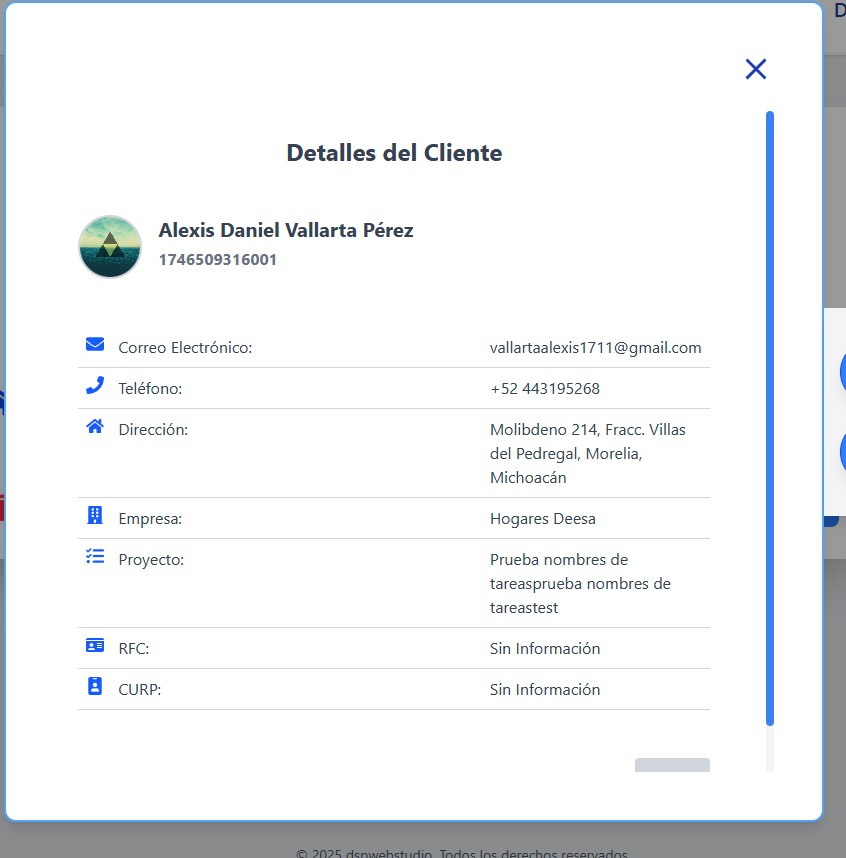 D
Detalles del Cliente
Alexis Daniel Vallarta Pérez
1746509316001
Correo Electrónico: vallartaalexis1711@gmail.com
Teléfono: +52 443195268
Dirección: Molibdeno 214, Fracc. Villas
del Pedregal, Morelia,
Michoacán
Empresa: Hogares Deesa
Proyecto: Prueba nombres de
tareasprueba nombres de
tareastest
RFC: Sin Información
CURP: Sin Información
© 2025 dspwebstudio. Todos los derechos reservados